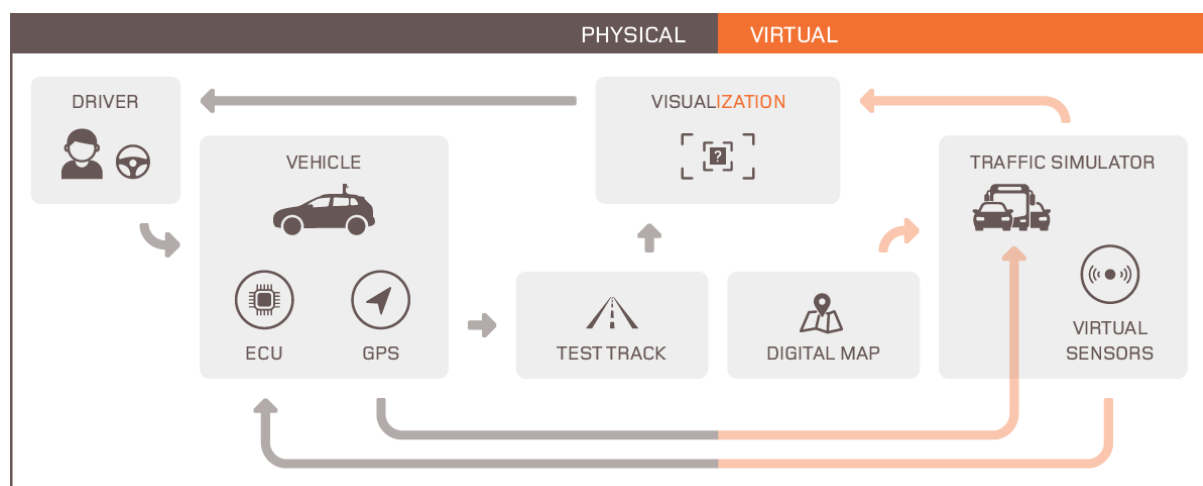 PHYSICAL
VIRTUAL
DRIVER
VISUALIZATION
VEHICLE
TRAFFIC SIMULATOR
?
ECU
GPS
TEST TRACK
DIGITAL MAP
VIRTUAL
SENSORS